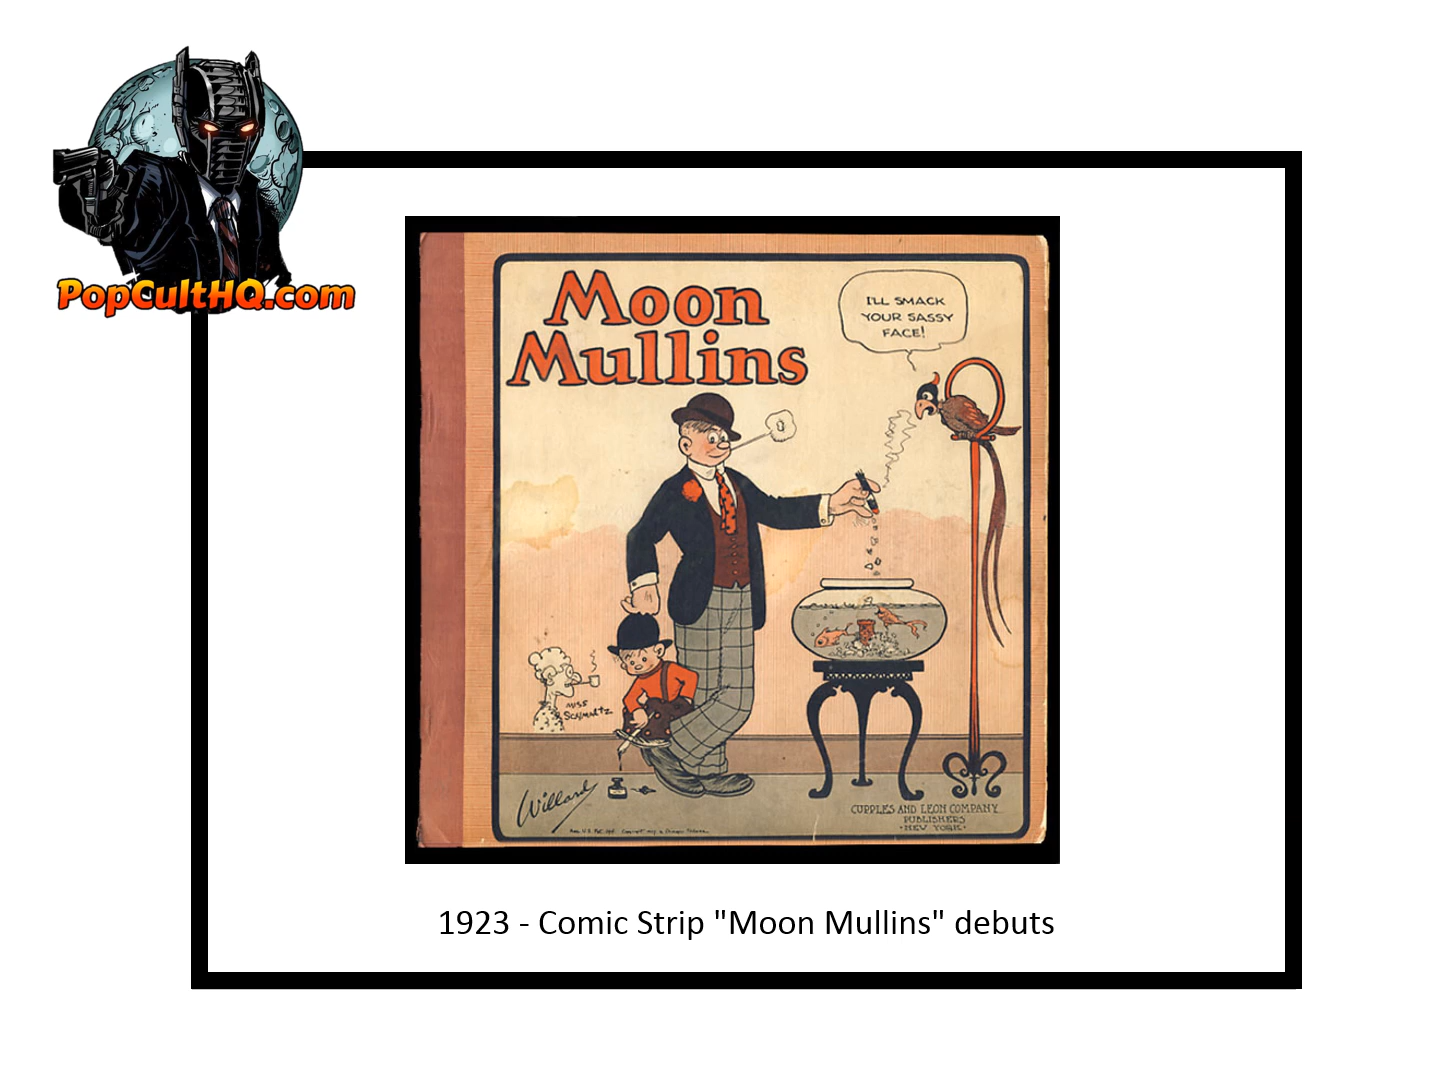 PopCultHQ.com
Moon
Mullins
I'LL SMACK
YOUR SASSY
FACE!
MISS
SCHMARTZ
Willard
CUPPLES AND LEON COMPANY
PUBLISHERS
·NEW YORK·
1923 - Comic Strip "Moon Mullins" debuts